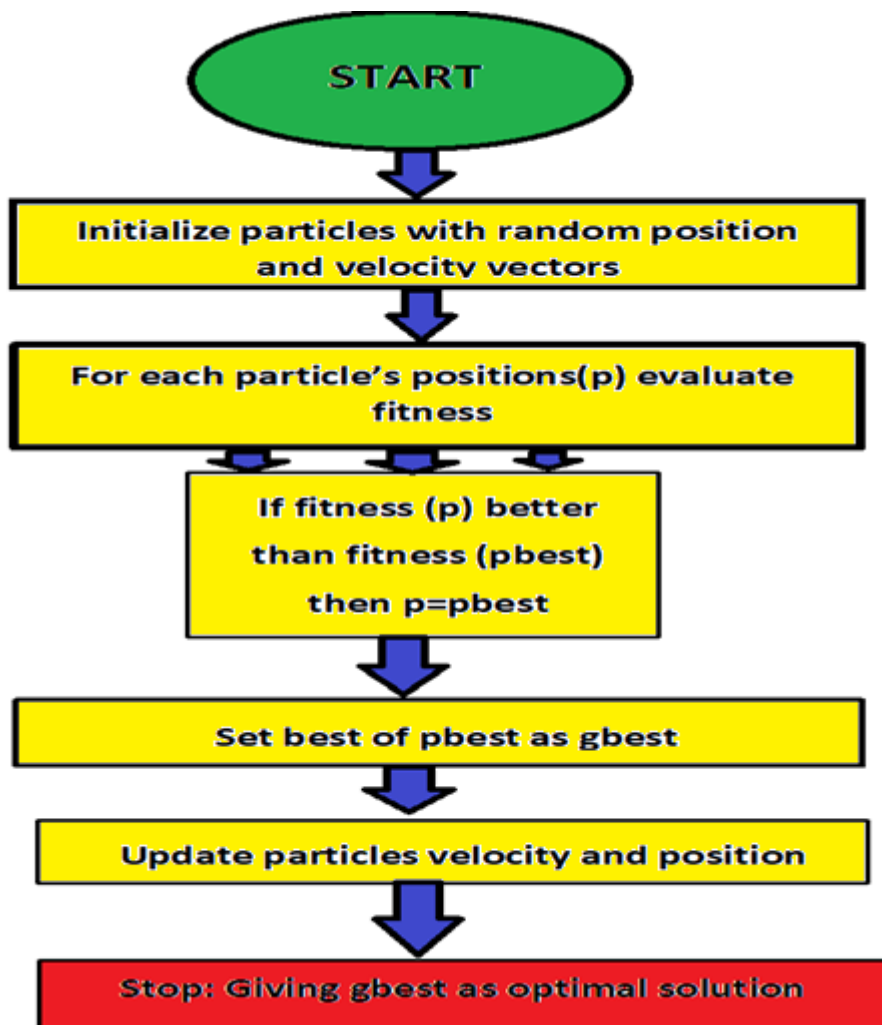 START
Initialize particles with random position
and velocity vectors
For each particle’s positions(p) evaluate
fitness
If fitness (p) better
than fitness (pbest)
then p=pbest
Set best of pbest as gbest
Update particles velocity and position
Stop: Giving gbest as optimal solution